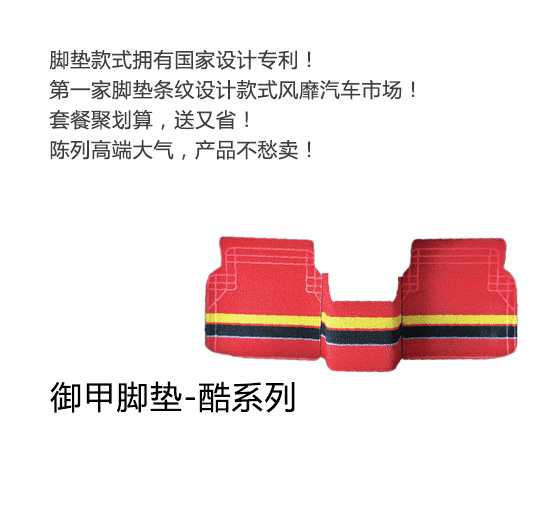 脚垫款式拥有国家设计专利！
第一家脚垫条纹设计款式风靡汽车市场！
套餐聚划算，送又省！
陈列高端大气，产品不愁卖！
御甲脚垫-酷系列